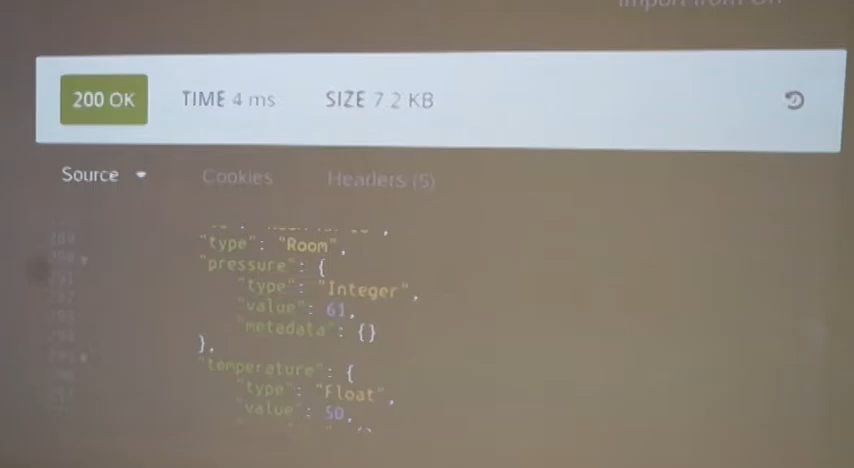 200 OK TIME 4 ms SIZE 7.2 KB
Source Cookies Headers (5)
"type": "Room",
"pressure": {
"type": "Integer",
"value": 61,
"metadata": {}
},
"temperature": {
"type": "Float",
"value": 50,